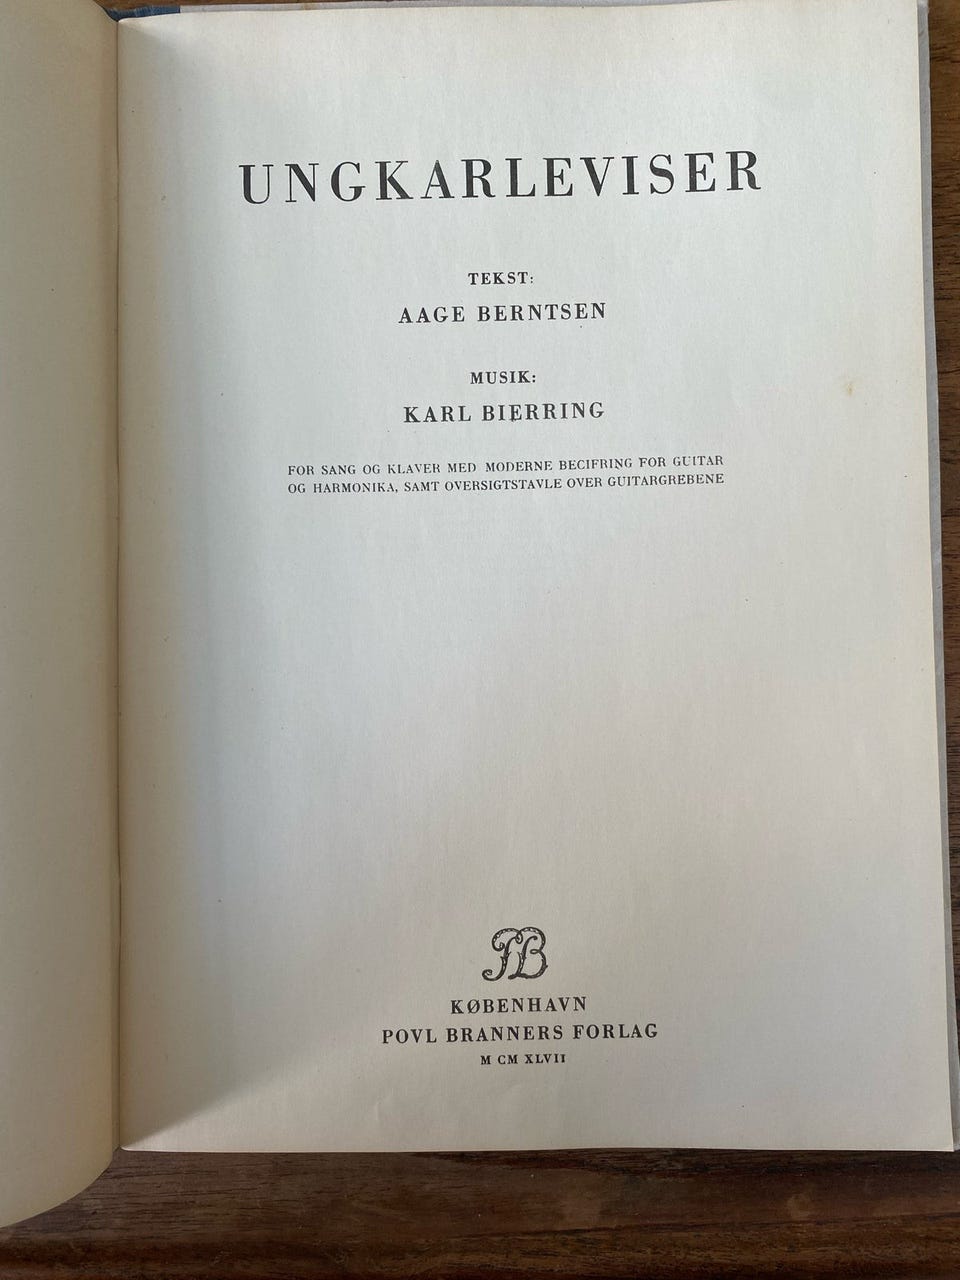 UNGKARLEVISER
TEKST:
AAGE BERNTSEN
MUSIK:
KARL BIERRING
FOR SANG OG KLAVER MED MODERNE BECIFRING FOR GUITAR
OG HARMONIKA, SAMT OVERSIGTSTAVLE OVER GUITARGREBENE
PB
KØBENHAVN
POVL BRANNERS FORLAG
M CM XLVII